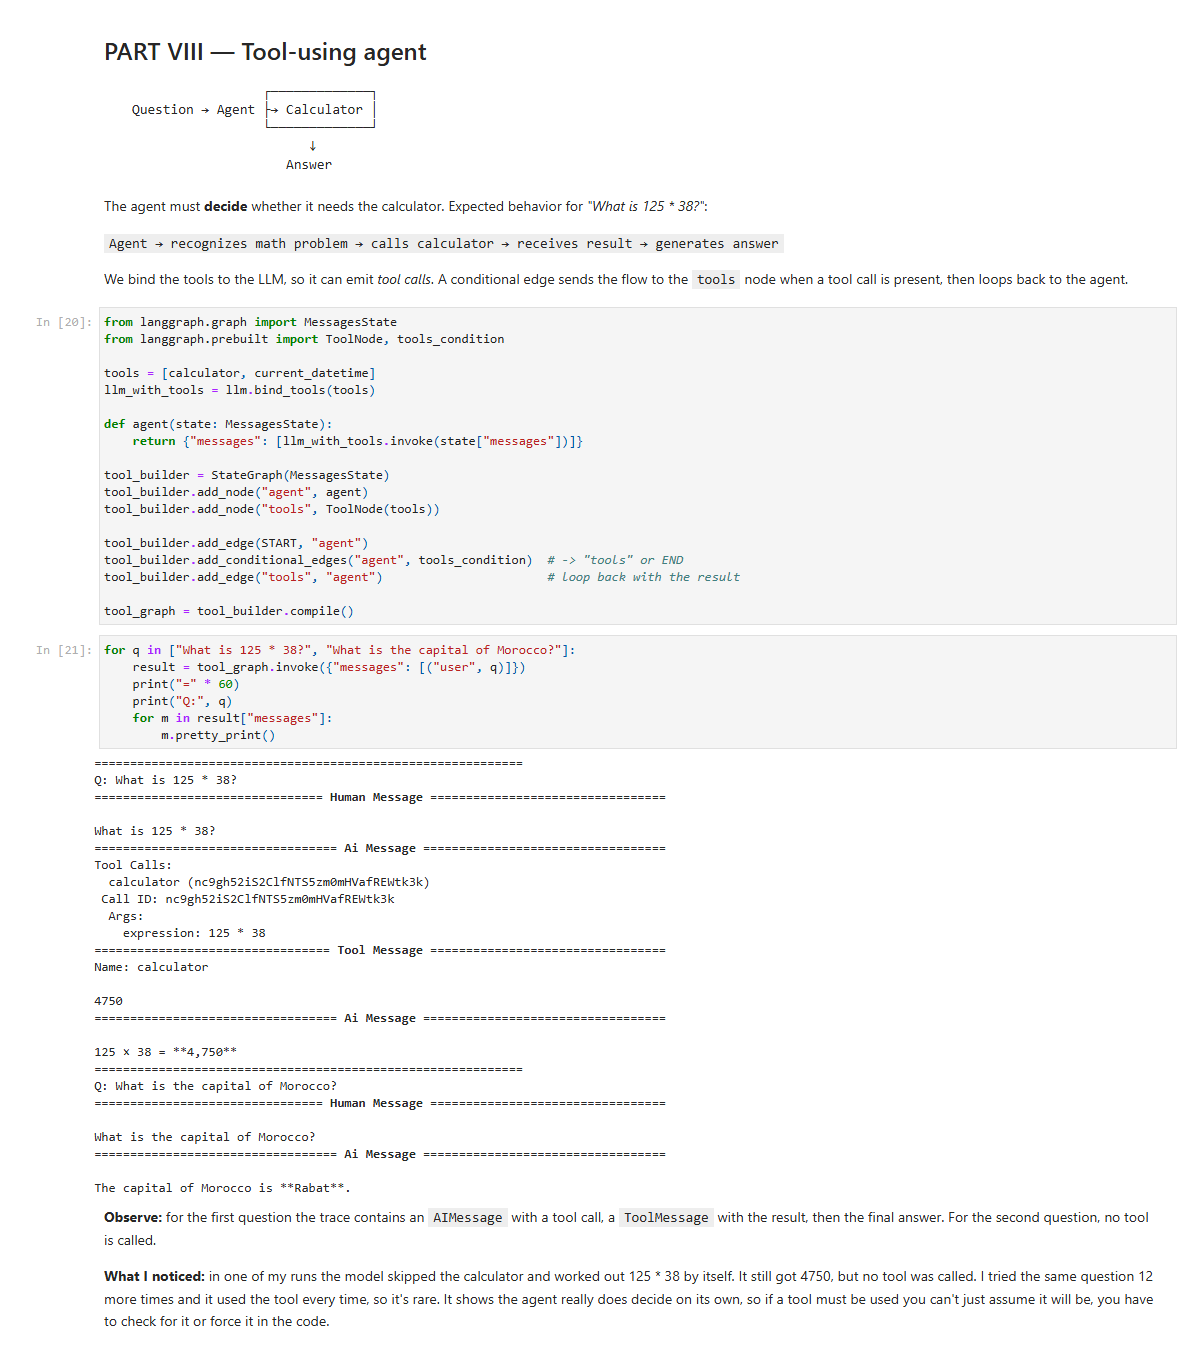 PART VIII — Tool-using agent
Question → Agent ├→ Calculator │
↓
Answer
The agent must decide whether it needs the calculator. Expected behavior for "What is 125 * 38?":
Agent → recognizes math problem → calls calculator → receives result → generates answer
We bind the tools to the LLM, so it can emit tool calls. A conditional edge sends the flow to the tools node when a tool call is present, then loops back to the agent.
In [20]:
from langgraph.graph import MessagesState
from langgraph.prebuilt import ToolNode, tools_condition
tools = [calculator, current_datetime]
llm_with_tools = llm.bind_tools(tools)
def agent(state: MessagesState):
    return {"messages": [llm_with_tools.invoke(state["messages"])]}
tool_builder = StateGraph(MessagesState)
tool_builder.add_node("agent", agent)
tool_builder.add_node("tools", ToolNode(tools))
tool_builder.add_edge(START, "agent")
tool_builder.add_conditional_edges("agent", tools_condition)  # -> "tools" or END
tool_builder.add_edge("tools", "agent")                       # loop back with the result
tool_graph = tool_builder.compile()
In [21]:
for q in ["What is 125 * 38?", "What is the capital of Morocco?"]:
    result = tool_graph.invoke({"messages": [("user", q)]})
    print("=" * 60)
    print("Q:", q)
    for m in result["messages"]:
        m.pretty_print()
============================================================
Q: What is 125 * 38?
================================ Human Message =================================
What is 125 * 38?
================================== Ai Message ==================================
Tool Calls:
  calculator (nc9gh52iS2ClfNTS5zm0mHVafREWtk3k)
 Call ID: nc9gh52iS2ClfNTS5zm0mHVafREWtk3k
  Args:
    expression: 125 * 38
================================= Tool Message =================================
Name: calculator
4750
================================== Ai Message ==================================
125 × 38 = **4,750**
============================================================
Q: What is the capital of Morocco?
================================ Human Message =================================
What is the capital of Morocco?
================================== Ai Message ==================================
The capital of Morocco is **Rabat**.
Observe: for the first question the trace contains an AIMessage with a tool call, a ToolMessage with the result, then the final answer. For the second question, no tool
is called.
What I noticed: in one of my runs the model skipped the calculator and worked out 125 * 38 by itself. It still got 4750, but no tool was called. I tried the same question 12
more times and it used the tool every time, so it's rare. It shows the agent really does decide on its own, so if a tool must be used you can't just assume it will be, you have
to check for it or force it in the code.